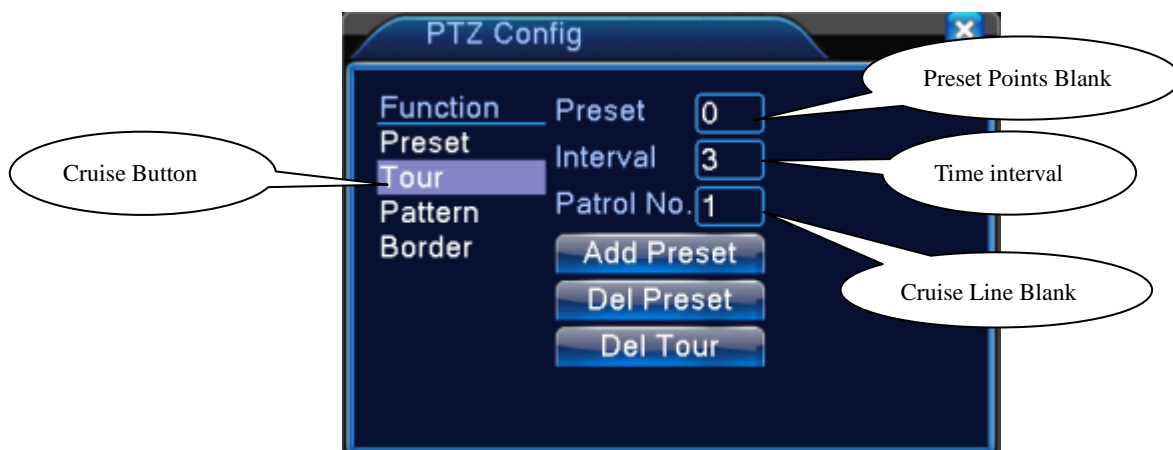 PTZ Config
Preset Points Blank
Function
Preset
0
Preset
Interval
3
Time interval
Cruise Button
Tour
Patrol No.
1
Pattern
Border
Add Preset
Cruise Line Blank
Del Preset
Del Tour